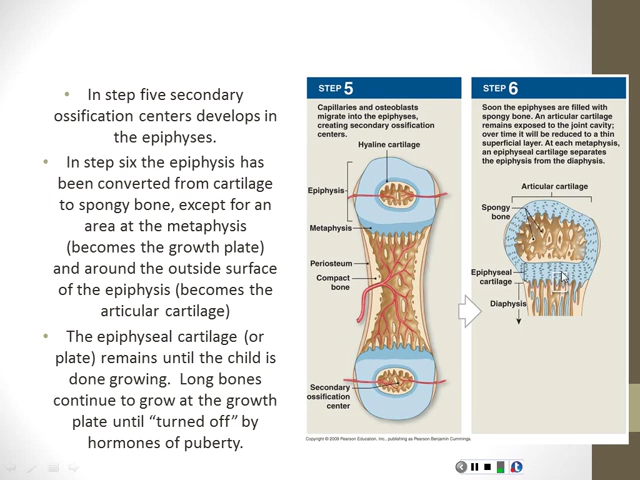 • In step five secondary
ossification centers develops in
the epiphyses.
• In step six the epiphysis has
been converted from cartilage
to spongy bone, except for an
area at the metaphysis
(becomes the growth plate)
and around the outside surface
of the epiphysis (becomes the
articular cartilage)
• The epiphyseal cartilage (or
plate) remains until the child is
done growing.  Long bones
continue to grow at the growth
plate until “turned off” by
hormones of puberty.
STEP 5
Capillaries and osteoblasts
migrate into the epiphyses,
creating secondary ossification
centers.
Hyaline cartilage
Epiphysis
Metaphysis
Periosteum
Compact
bone
Secondary
ossification
center
STEP 6
Soon the epiphyses are filled with
spongy bone. An articular cartilage
remains exposed to the joint cavity;
over time it will be reduced to a thin
superficial layer. At each metaphysis,
an epiphyseal cartilage separates
the epiphysis from the diaphysis.
Articular cartilage
Spongy
bone
Epiphyseal
cartilage
Diaphysis
Copyright © 2009 Pearson Education, Inc., publishing as Pearson Benjamin Cummings.